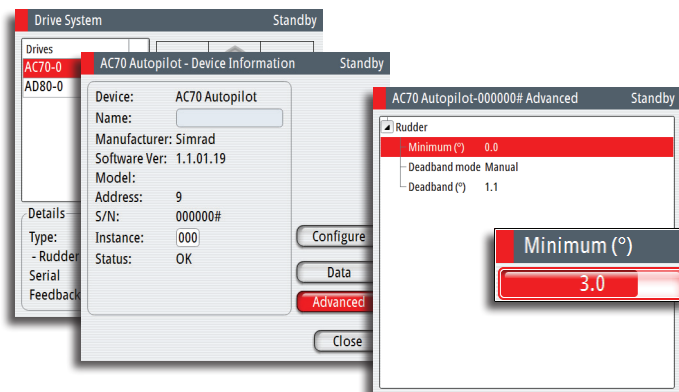 Drive System Standby
Drives
AC70-0
AD80-0
Details
Type:
- Rudder
Serial
Feedback
AC70 Autopilot - Device Information Standby
Device: AC70 Autopilot
Name:
Manufacturer: Simrad
Software Ver: 1.1.01.19
Model:
Address: 9
S/N: 000000#
Instance: 000
Status: OK
Configure
Data
Advanced
Close
AC70 Autopilot-000000# Advanced Standby
Rudder
Minimum (°) 0.0
Deadband mode Manual
Deadband (°) 1.1
Minimum (°)
3.0